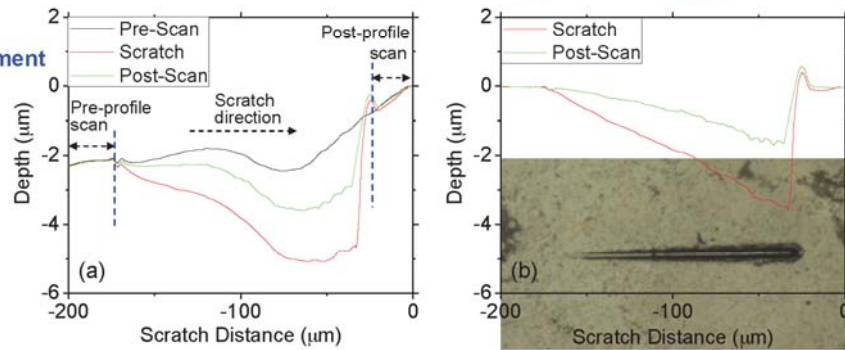 ment
2
0
-2
-4
-6
Depth (μm)
Pre-Scan
Scratch
Post-Scan
Post-profile
scan
Pre-profile
scan
Scratch
direction
(a)
-200
-100
0
Scratch Distance (μm)
2
0
-2
-4
-6
Depth (μm)
Scratch
Post-Scan
(b)
-200
-100
0
Scratch Distance (μm)